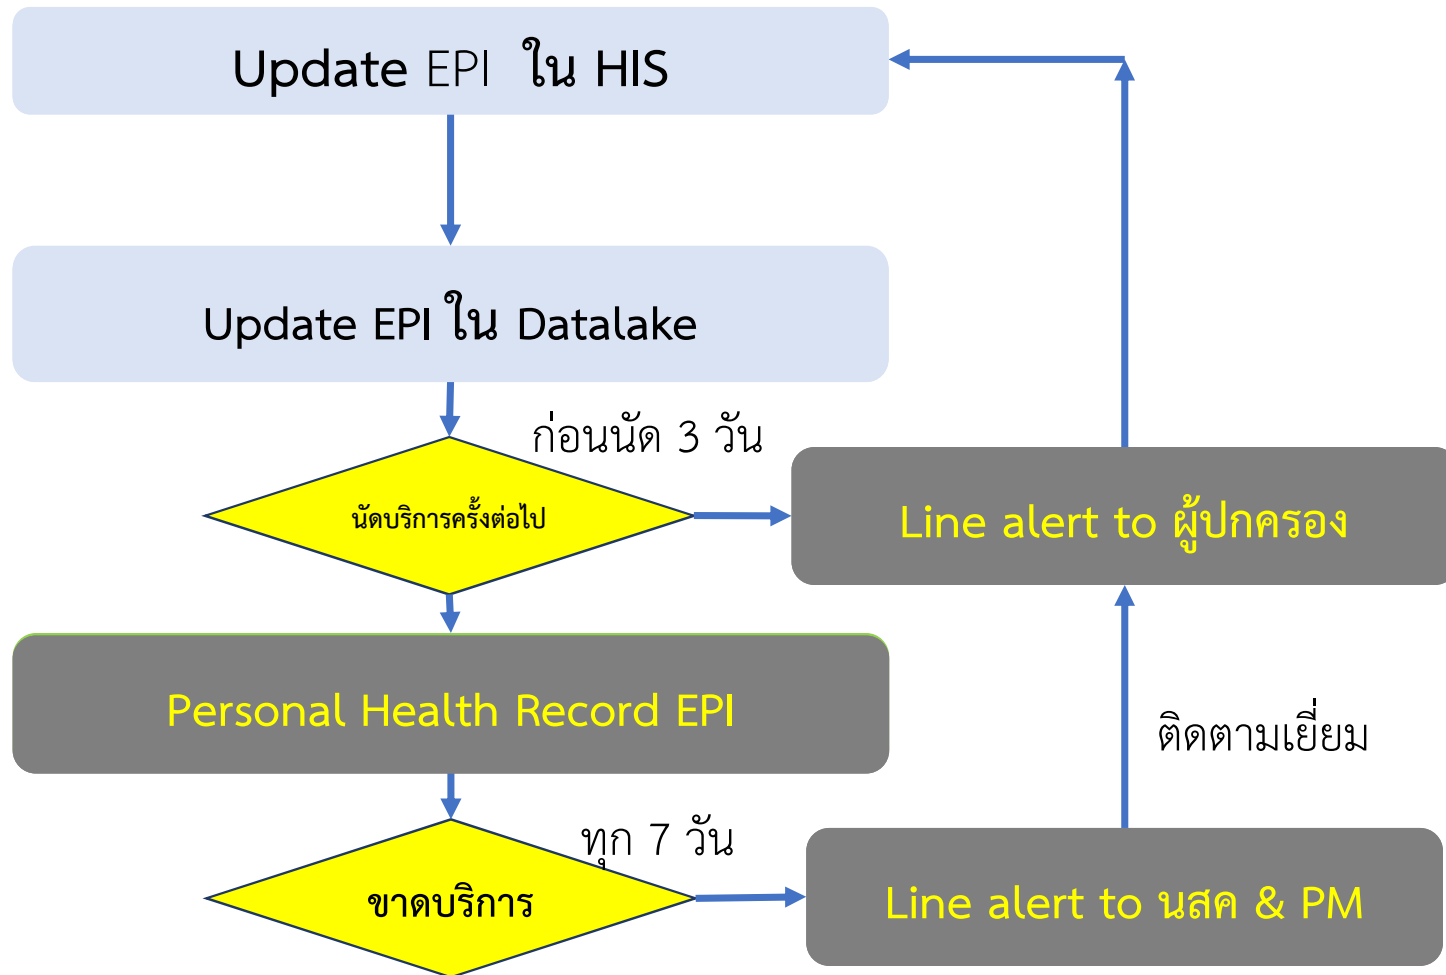 Update EPI ใน HIS
Update EPI ใน Datalake
ก่อนนัด 3 วัน
นัดบริการครั้งต่อไป
Line alert to ผู้ปกครอง
Personal Health Record EPI
ติดตามเยี่ยม
ทุก 7 วัน
ขาดบริการ
Line alert to นสค & PM